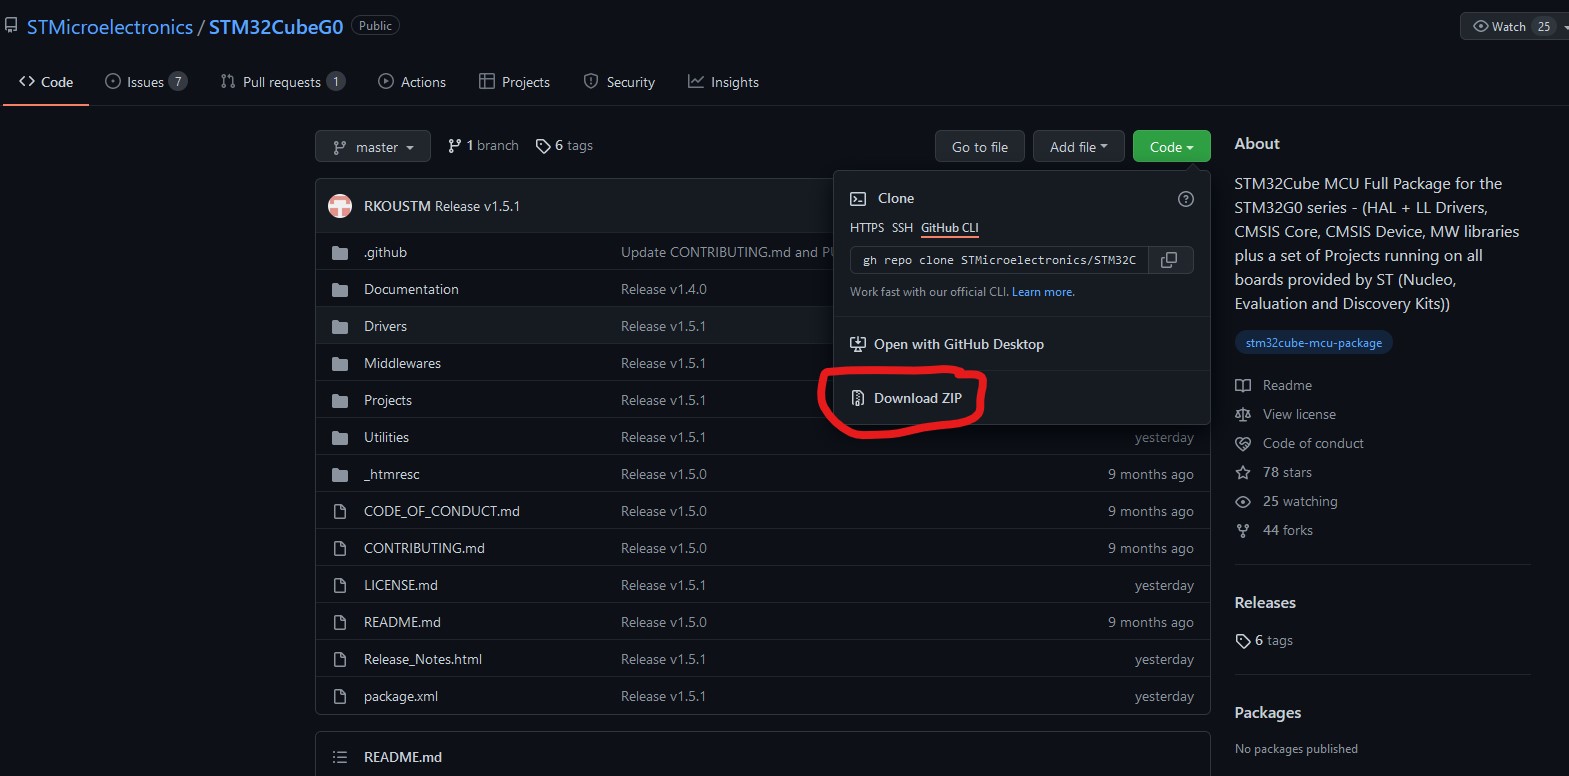 STMicroelectronics / STM32CubeG0 Public
Watch 25
Code Issues 7 Pull requests 1 Actions Projects Security Insights
master 1 branch 6 tags Go to file Add file Code
RKOUSTM Release v1.5.1
.github Update CONTRIBUTING.md and PU
Documentation Release v1.4.0
Drivers Release v1.5.1
Middlewares Release v1.5.1
Projects Release v1.5.1
Utilities Release v1.5.1 yesterday
_htmresc Release v1.5.0 9 months ago
CODE_OF_CONDUCT.md Release v1.5.0 9 months ago
CONTRIBUTING.md Release v1.5.0 9 months ago
LICENSE.md Release v1.5.1 yesterday
README.md Release v1.5.0 9 months ago
Release_Notes.html Release v1.5.1 yesterday
package.xml Release v1.5.1 yesterday
README.md
Clone
HTTPS SSH GitHub CLI
gh repo clone STMicroelectronics/STM32C
Work fast with our official CLI. Learn more.
Open with GitHub Desktop
Download ZIP
About
STM32Cube MCU Full Package for the
STM32G0 series - (HAL + LL Drivers,
CMSIS Core, CMSIS Device, MW libraries
plus a set of Projects running on all
boards provided by ST (Nucleo,
Evaluation and Discovery Kits))
stm32cube-mcu-package
Readme
View license
Code of conduct
78 stars
25 watching
44 forks
Releases
6 tags
Packages
No packages published